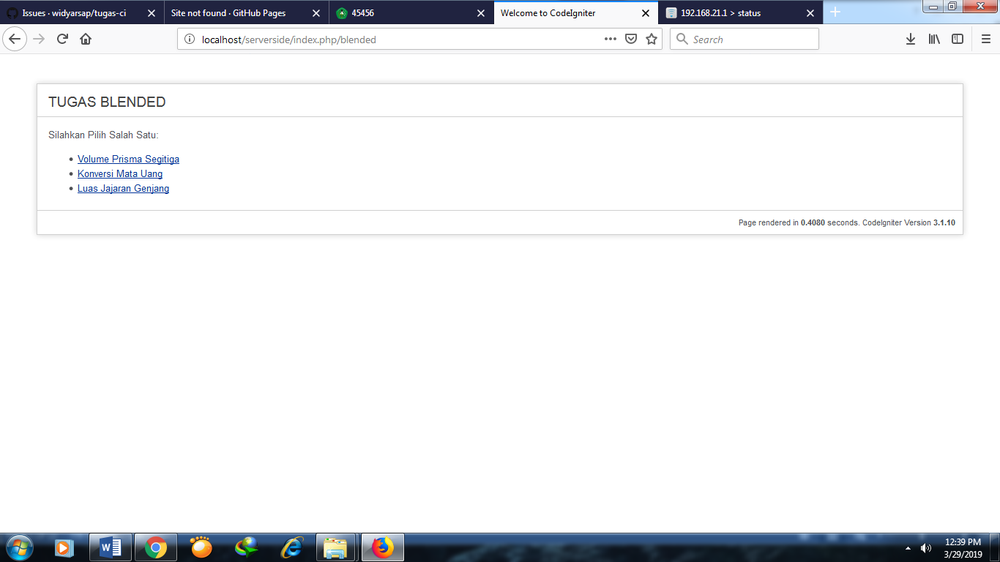 Issues · widyarsap/tugas-ci
Site not found · GitHub Pages
45456
Welcome to CodeIgniter
192.168.21.1 > status
localhost/serverside/index.php/blended
Search
TUGAS BLENDED
Silahkan Pilih Salah Satu:
Volume Prisma Segitiga
Konversi Mata Uang
Luas Jajaran Genjang
Page rendered in 0.4080 seconds. CodeIgniter Version 3.1.10
12:39 PM
3/29/2019